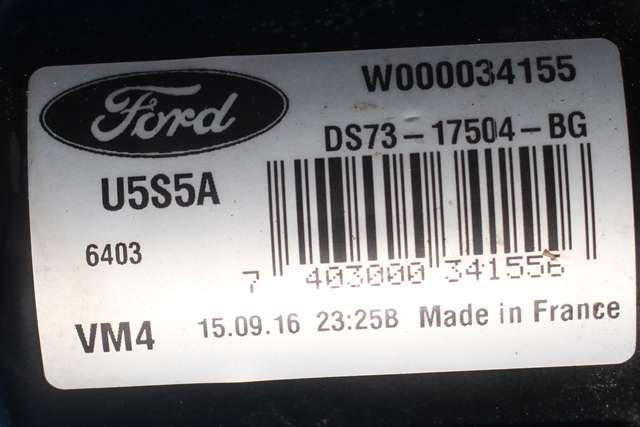 Ford
W000034155
DS73-17504-BG
U5S5A
6403
7 403000 341556
VM4 15.09.16 23:25B Made in France